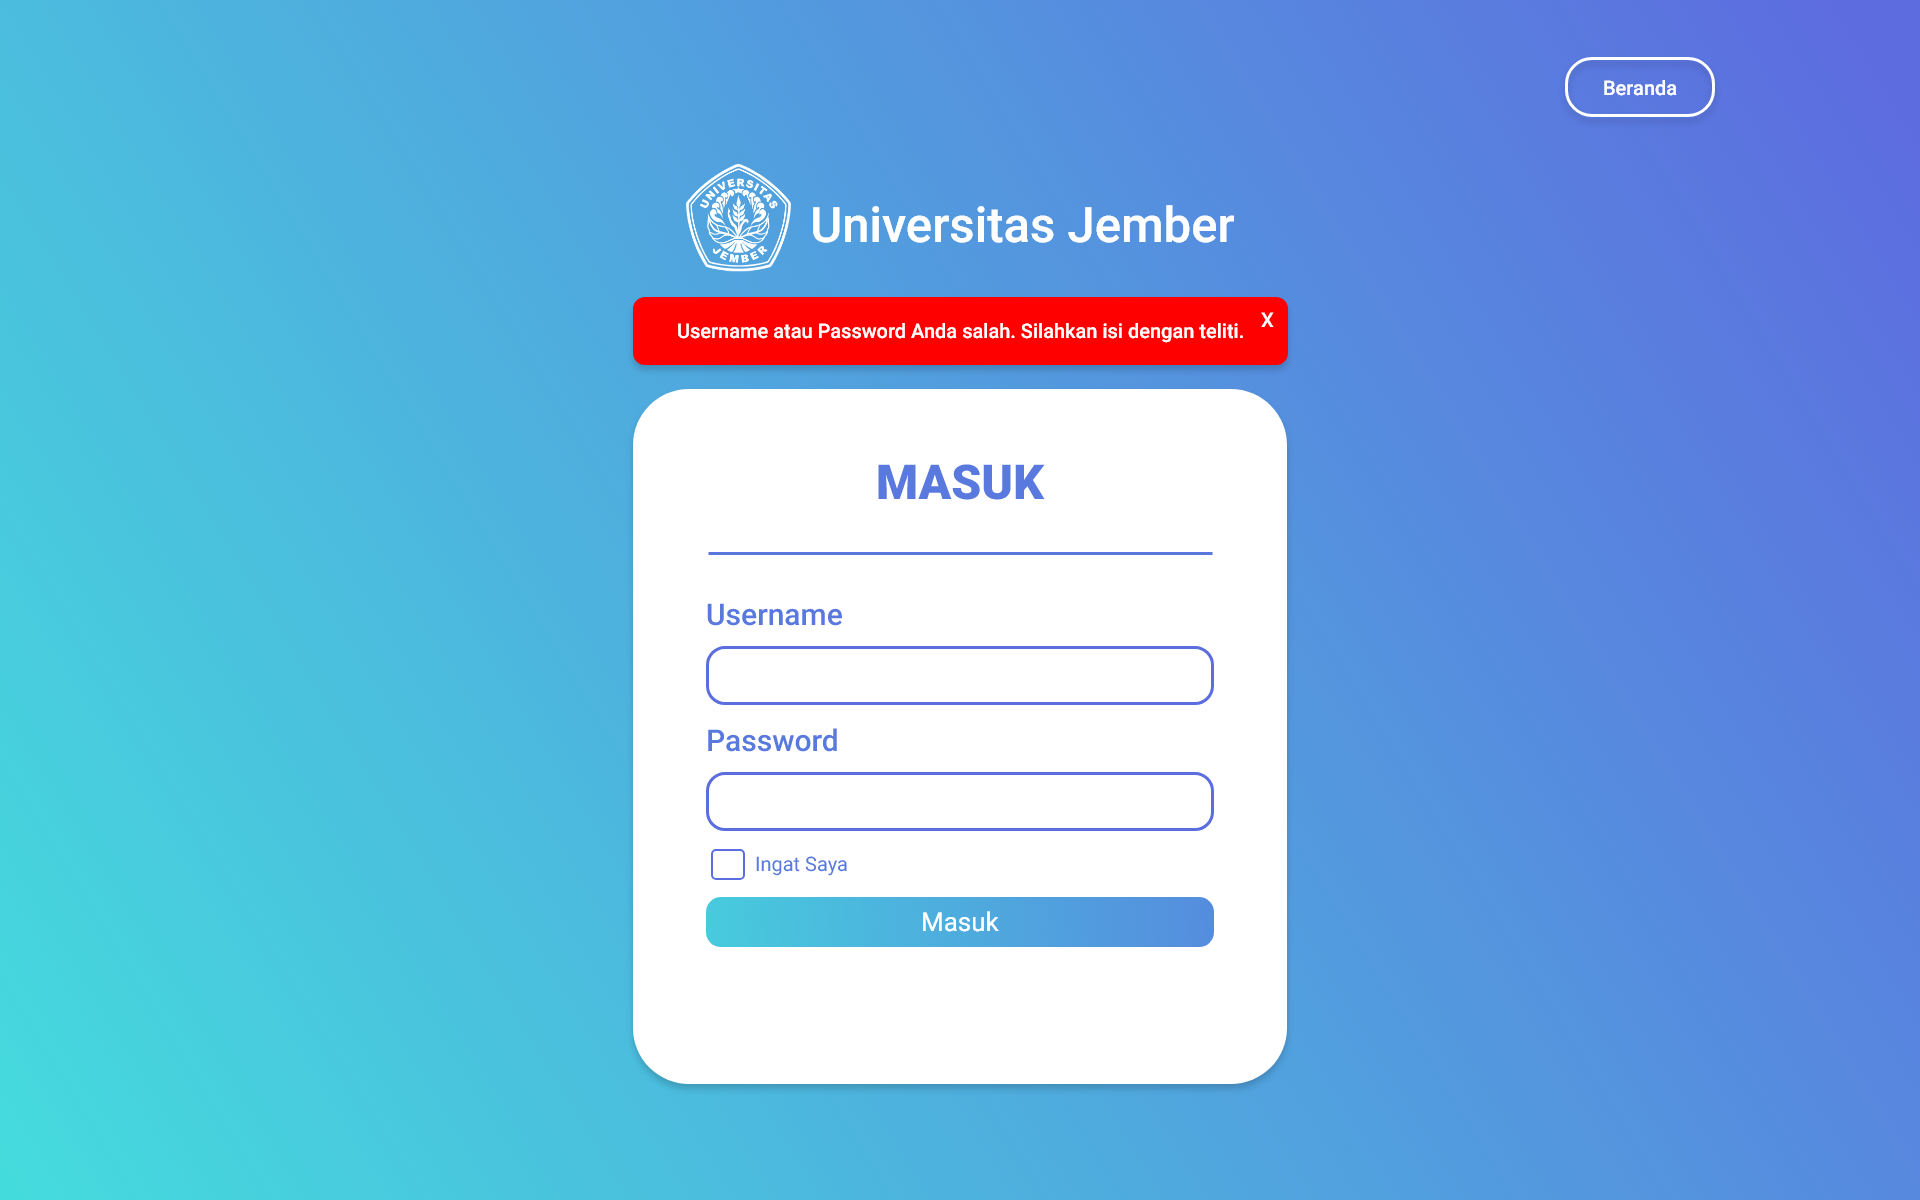 Beranda
UNIVERSITAS
JEMBER
Universitas Jember
Username atau Password Anda salah. Silahkan isi dengan teliti.
X
MASUK
Username
Password
Ingat Saya
Masuk